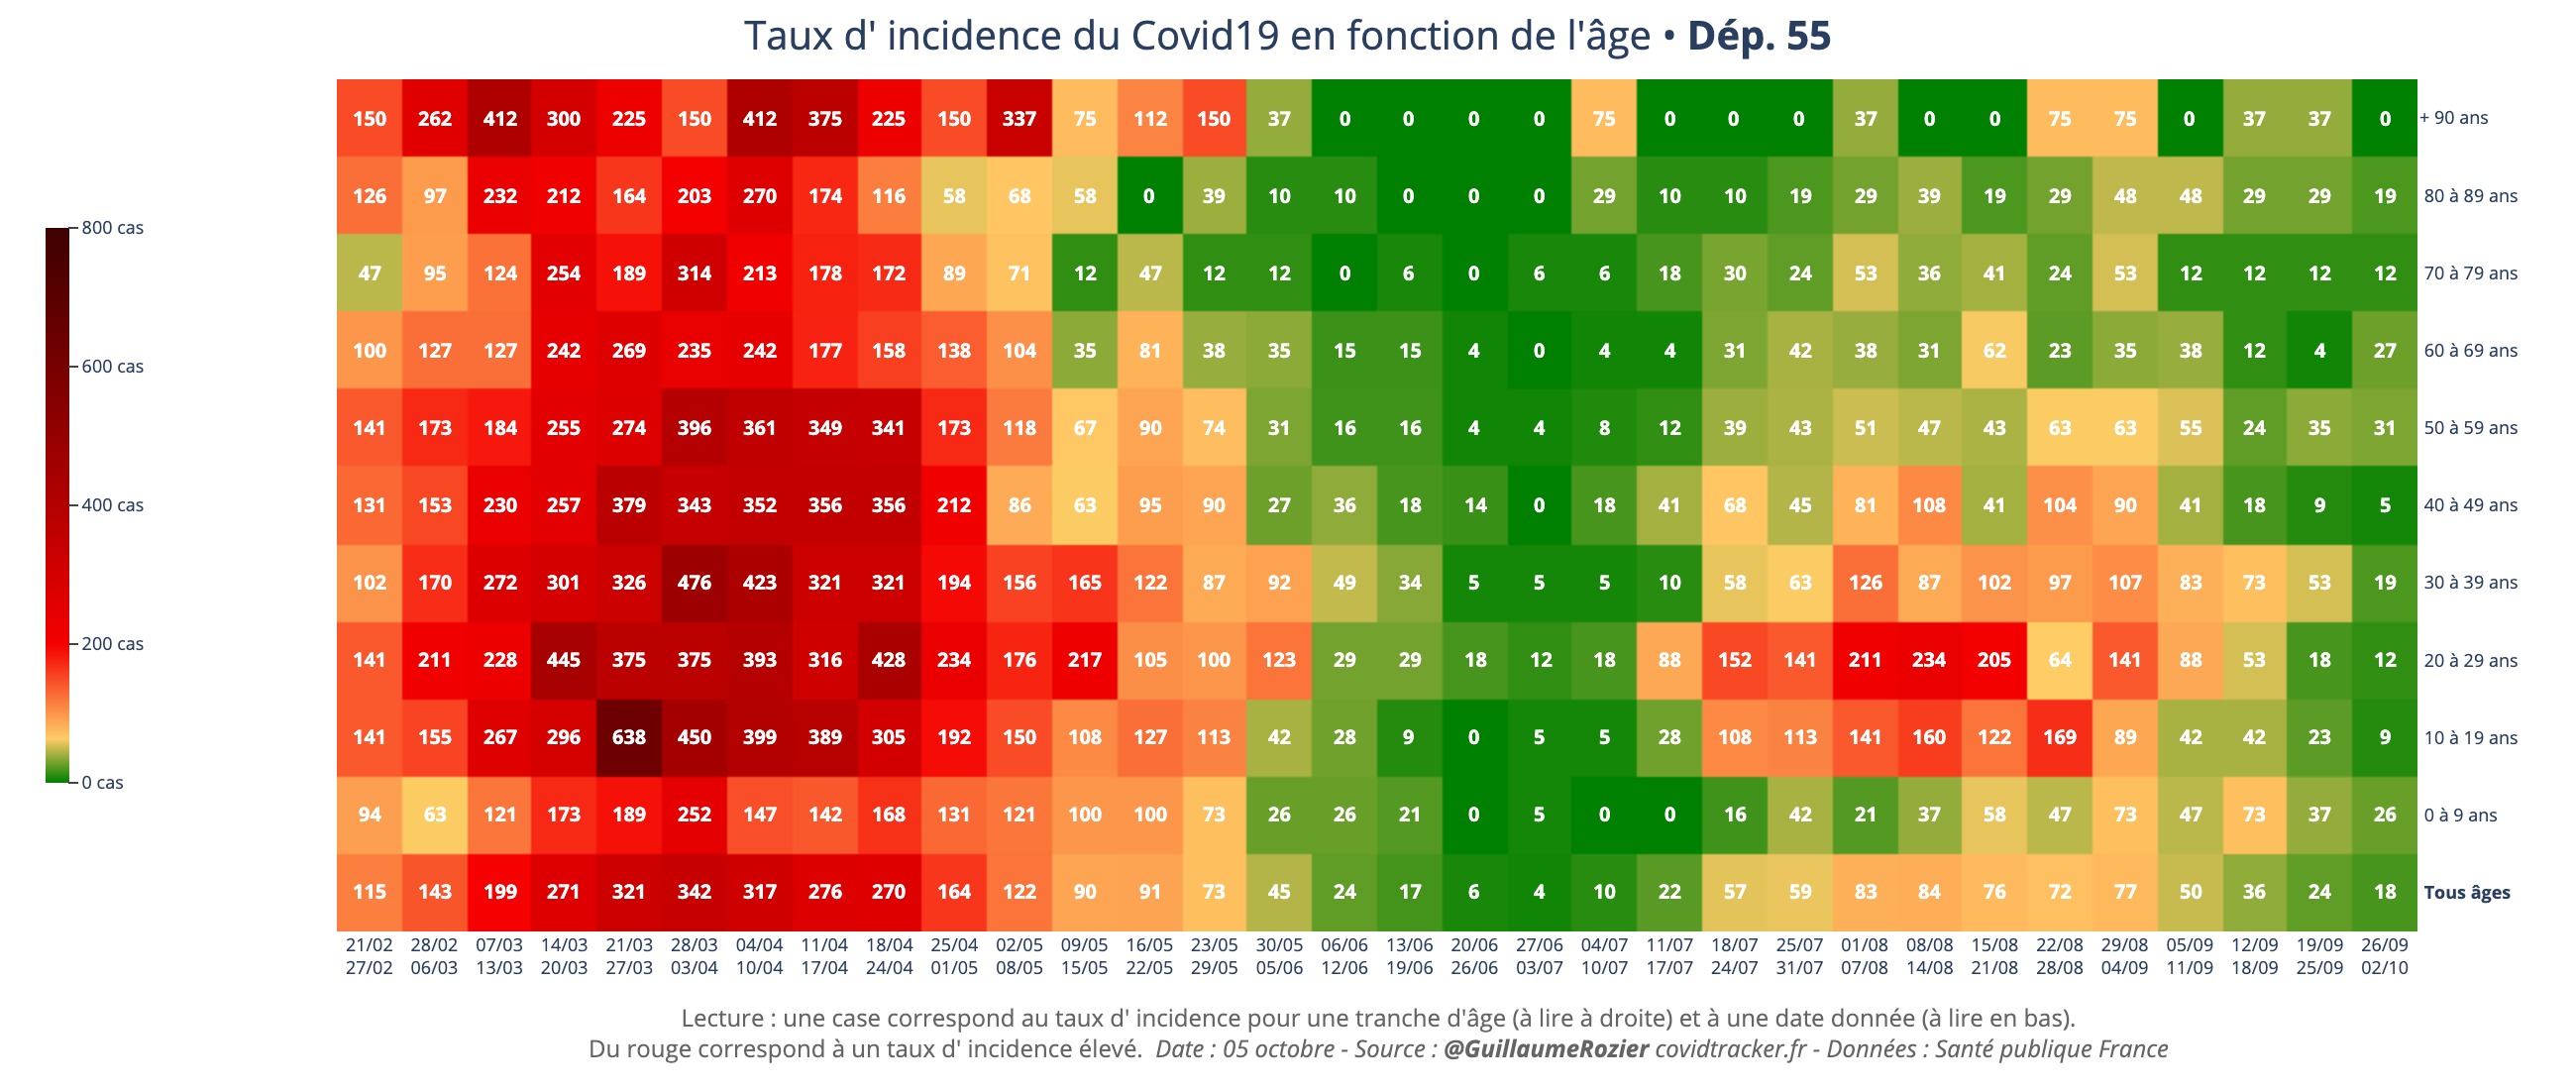 Taux d' incidence du Covid19 en fonction de l'âge • Dép. 55
800 cas
600 cas
400 cas
200 cas
0 cas
150 262 412 300 225 150 412 375 225 150 337 75 112 150 37 0 0 0 0 75 0 0 0 37 0 0 75 75 0 37 37 0 + 90 ans
126 97 232 212 164 203 270 174 116 58 68 58 0 39 10 10 0 0 0 29 10 10 19 29 39 19 29 48 48 29 29 19 80 à 89 ans
47 95 124 254 189 314 213 178 172 89 71 12 47 12 12 0 6 0 6 6 18 30 24 53 36 41 24 53 12 12 12 12 70 à 79 ans
100 127 127 242 269 235 242 177 158 138 104 35 81 38 35 15 15 4 0 4 4 31 42 38 31 62 23 35 38 12 4 27 60 à 69 ans
141 173 184 255 274 396 361 349 341 173 118 67 90 74 31 16 16 4 4 8 12 39 43 51 47 43 63 63 55 24 35 31 50 à 59 ans
131 153 230 257 379 343 352 356 356 212 86 63 95 90 27 36 18 14 0 18 41 68 45 81 108 41 104 90 41 18 9 5 40 à 49 ans
102 170 272 301 326 476 423 321 321 194 156 165 122 87 92 49 34 5 5 5 10 58 63 126 87 102 97 107 83 73 53 19 30 à 39 ans
141 211 228 445 375 375 393 316 428 234 176 217 105 100 123 29 29 18 12 18 88 152 141 211 234 205 64 141 88 53 18 12 20 à 29 ans
141 155 267 296 638 450 399 389 305 192 150 108 127 113 42 28 9 0 5 5 28 108 113 141 160 122 169 89 42 42 23 9 10 à 19 ans
94 63 121 173 189 252 147 142 168 131 121 100 100 73 26 26 21 0 5 0 0 16 42 21 37 58 47 73 47 73 37 26 0 à 9 ans
115 143 199 271 321 342 317 276 270 164 122 90 91 73 45 24 17 6 4 10 22 57 59 83 84 76 72 77 50 36 24 18 Tous âges
21/02 28/02 07/03 14/03 21/03 28/03 04/04 11/04 18/04 25/04 02/05 09/05 16/05 23/05 30/05 06/06 13/06 20/06 27/06 04/07 11/07 18/07 25/07 01/08 08/08 15/08 22/08 29/08 05/09 12/09 19/09 26/09
27/02 06/03 13/03 20/03 27/03 03/04 10/04 17/04 24/04 01/05 08/05 15/05 22/05 29/05 05/06 12/06 19/06 26/06 03/07 10/07 17/07 24/07 31/07 07/08 14/08 21/08 28/08 04/09 11/09 18/09 25/09 02/10
Lecture : une case correspond au taux d' incidence pour une tranche d'âge (à lire à droite) et à une date donnée (à lire en bas).
Du rouge correspond à un taux d' incidence élevé. Date : 05 octobre - Source : @GuillaumeRozier covidtracker.fr - Données : Santé publique France